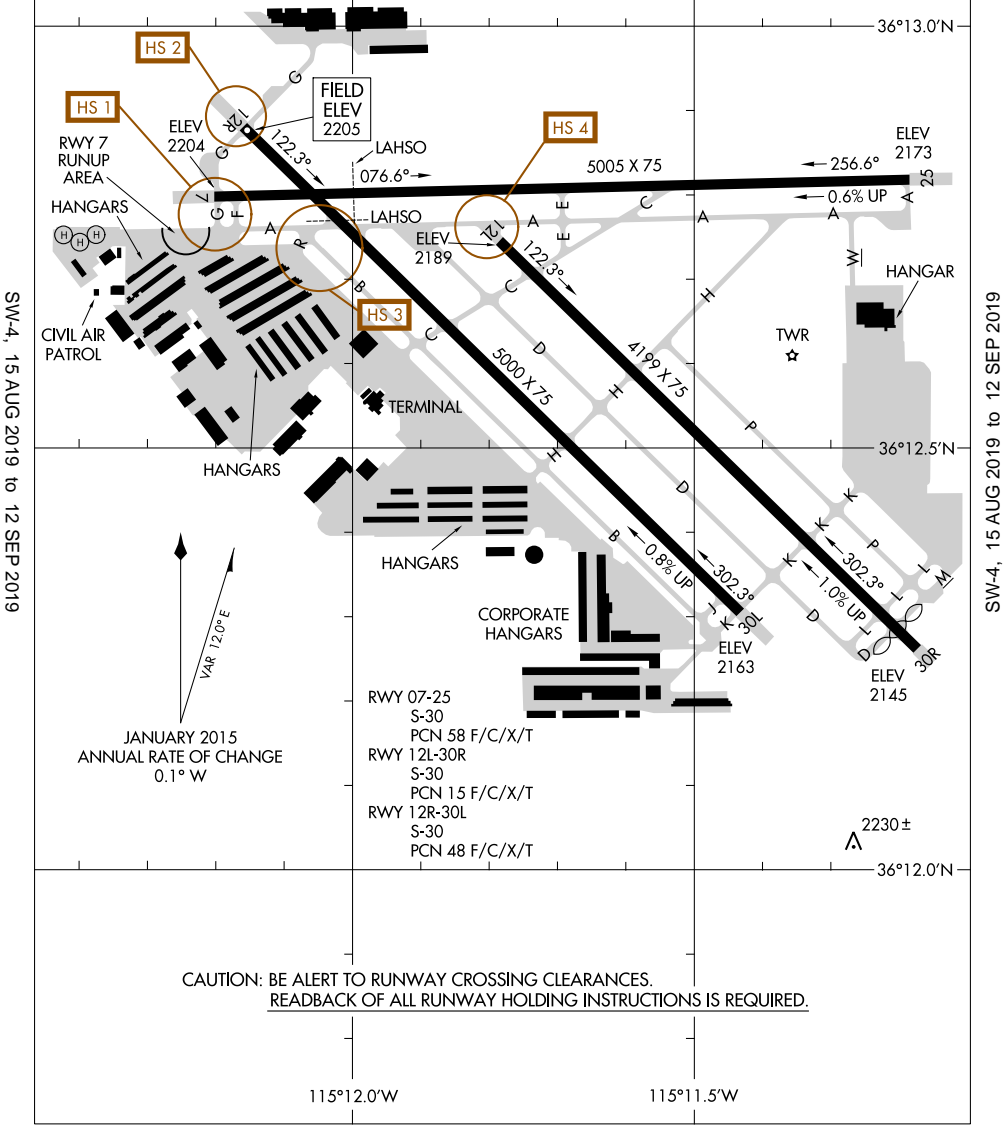 36°13.0'N
HS 2
G
FIELD
ELEV
2205
HS 1
12R
HS 4
ELEV
2204
G
122.3°
LAHSO
ELEV
2173
RWY 7
RUNUP
AREA
076.6°
5005 X 75
256.6°
25
HANGARS
7
G
F
0.6% UP
A
H
H
H
A
R
LAHSO
12L
A
E
E
C
A
A
ELEV
2189
122.3°
W
HANGAR
B
C
H
HS 3
CIVIL AIR
PATROL
C
D
TWR
5000 X 75
4199 X 75
TERMINAL
H
P
HANGARS
H
36°12.5'N
D
K
K
HANGARS
B
0.8% UP
302.3°
K
P
302.3°
1.0% UP
L
W
CORPORATE
HANGARS
L
K
30L
D
L
L
D
30R
ELEV
2163
ELEV
2145
VAR 12.0° E
JANUARY 2015
ANNUAL RATE OF CHANGE
0.1° W
RWY 07-25
S-30
PCN 58 F/C/X/T
RWY 12L-30R
S-30
PCN 15 F/C/X/T
RWY 12R-30L
S-30
PCN 48 F/C/X/T
2230 ±
36°12.0'N
CAUTION: BE ALERT TO RUNWAY CROSSING CLEARANCES.
READBACK OF ALL RUNWAY HOLDING INSTRUCTIONS IS REQUIRED.
115°12.0'W
115°11.5'W
SW-4, 15 AUG 2019 to 12 SEP 2019
SW-4, 15 AUG 2019 to 12 SEP 2019